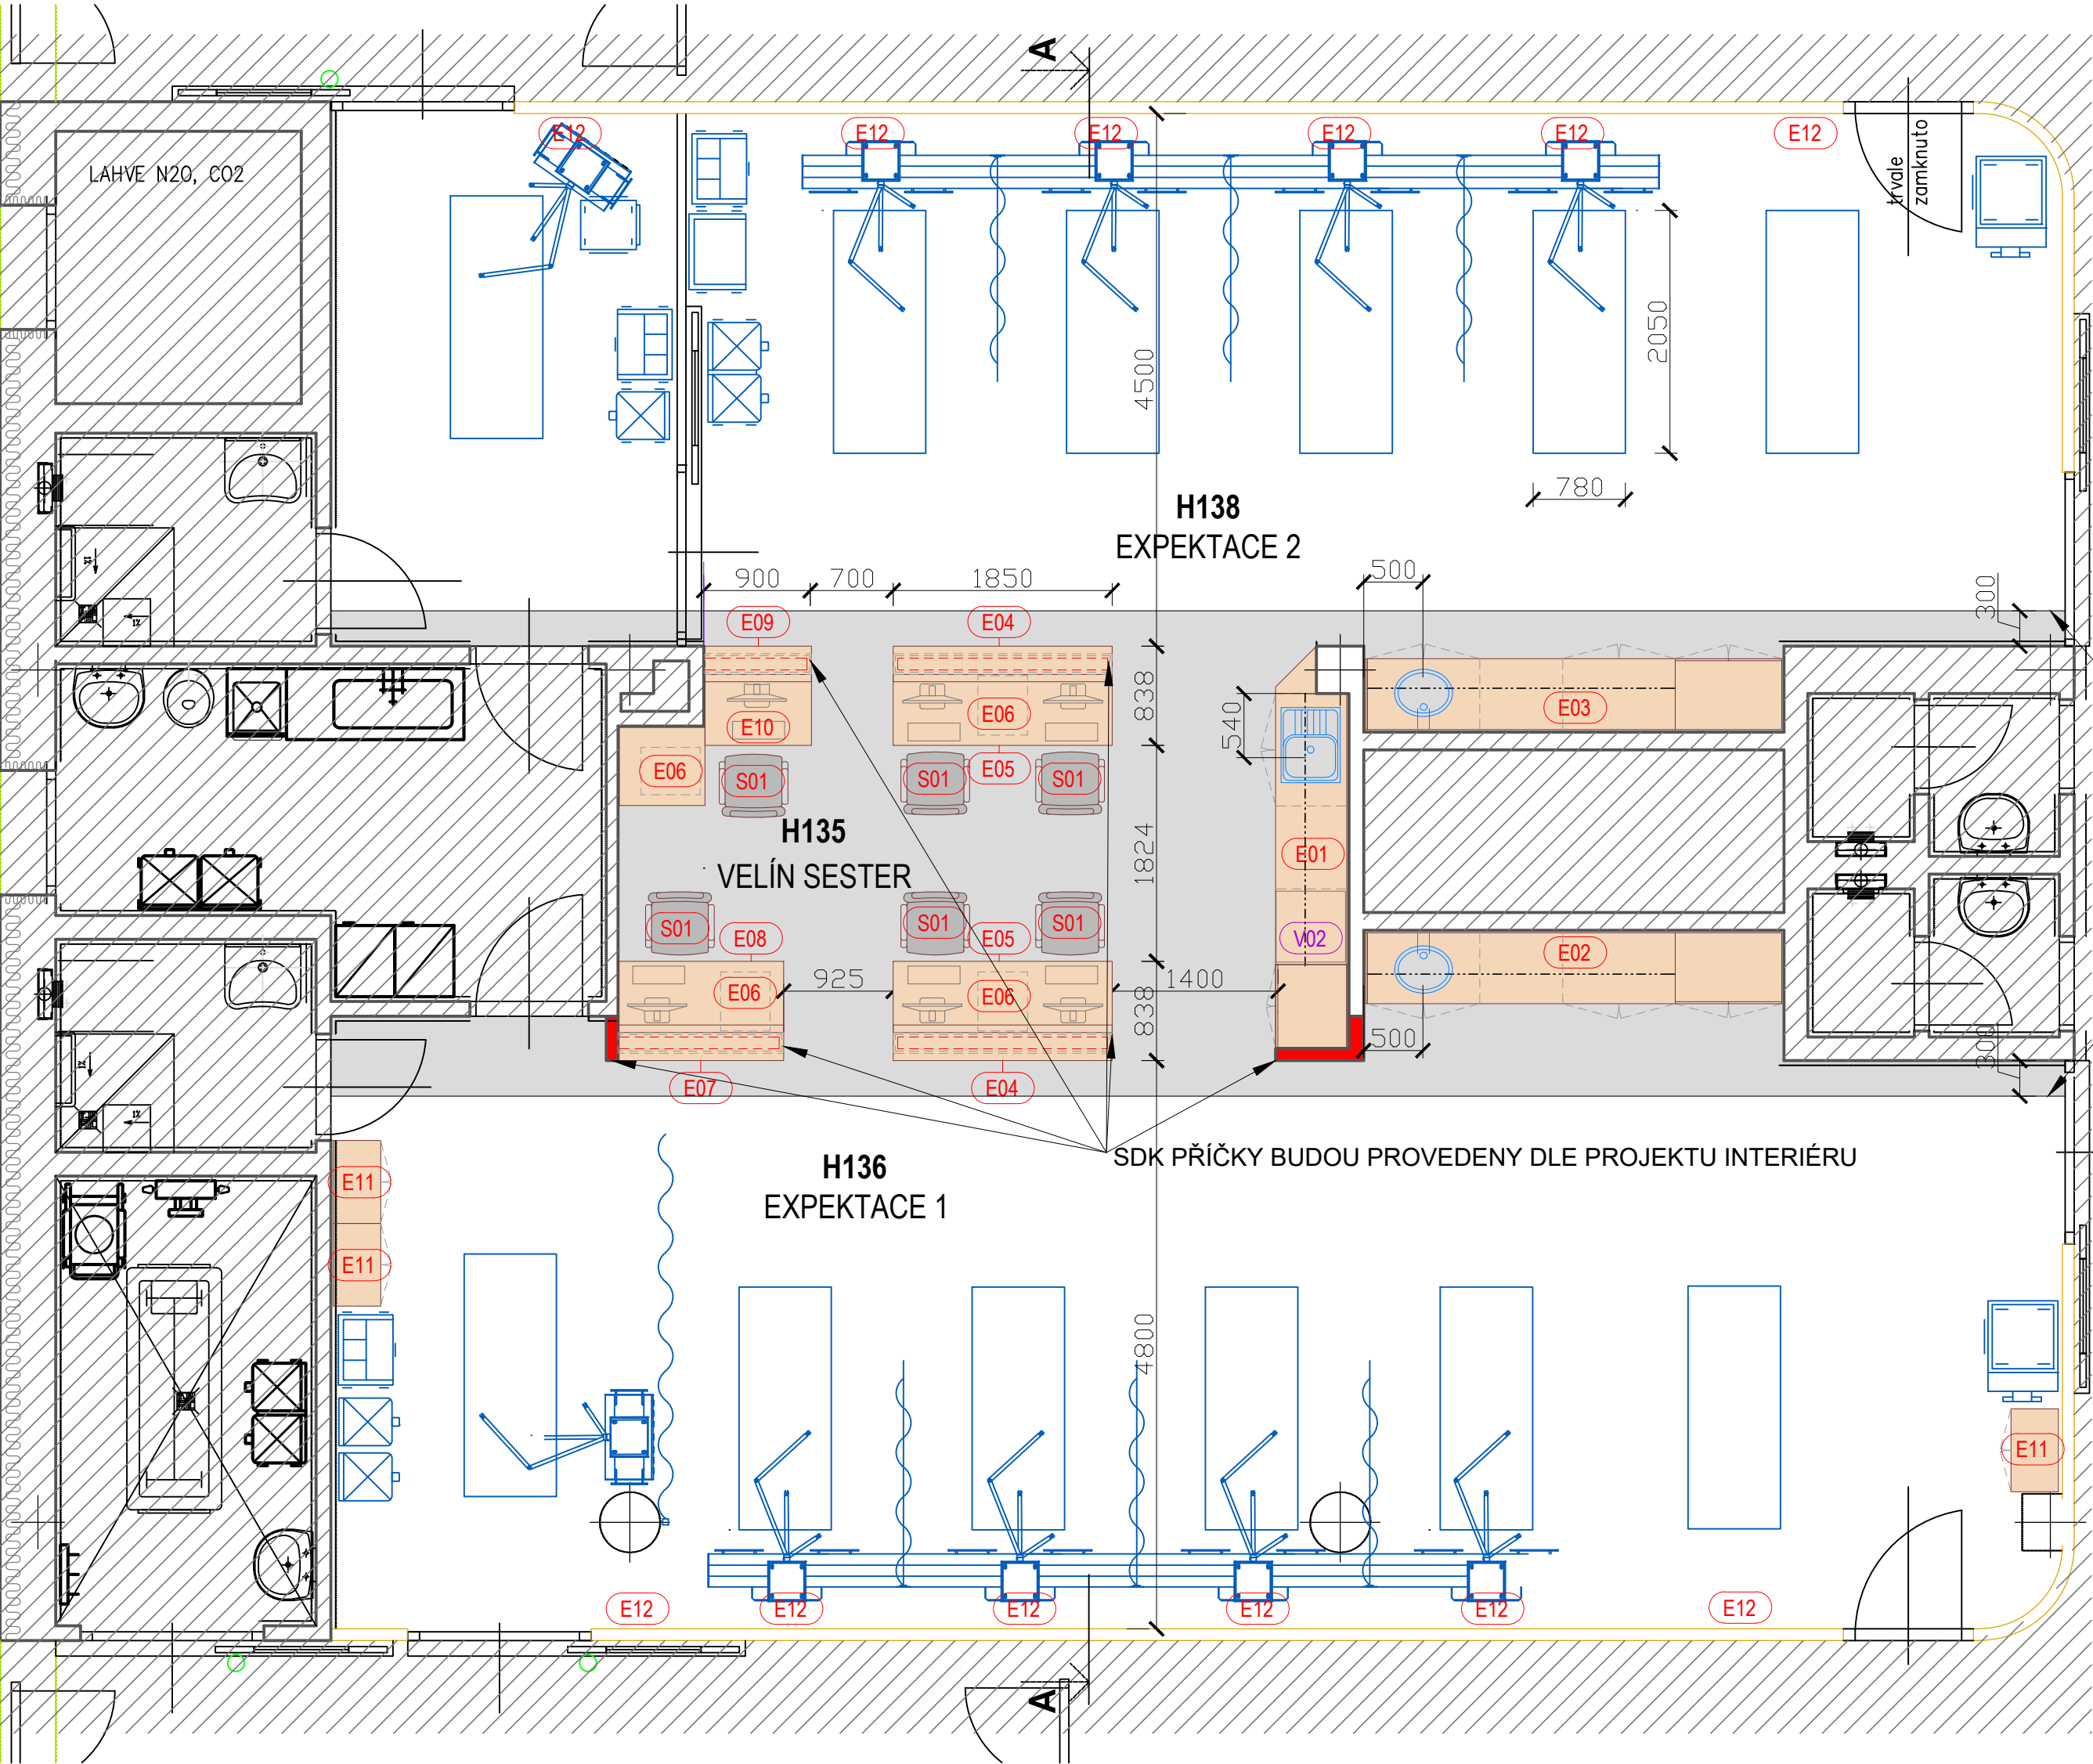 A
E12
E12
E12
E12
E12
E12
trvale
zamknuto
LAHVE N2O, CO2
2050
4500
780
H138
EXPEKTACE 2
900
700
1850
500
300
E09
E04
838
540
E10
E06
E03
E06
S01
S01
E05
S01
H135
VELÍN SESTER
1824
E01
S01
E08
S01
E05
S01
V02
E02
E06
925
E06
1400
838
500
300
E07
E04
SDK PŘÍČKY BUDOU PROVEDENY DLE PROJEKTU INTERIÉRU
H136
EXPEKTACE 1
E11
E11
4800
E11
E12
E12
E12
E12
E12
E12
A